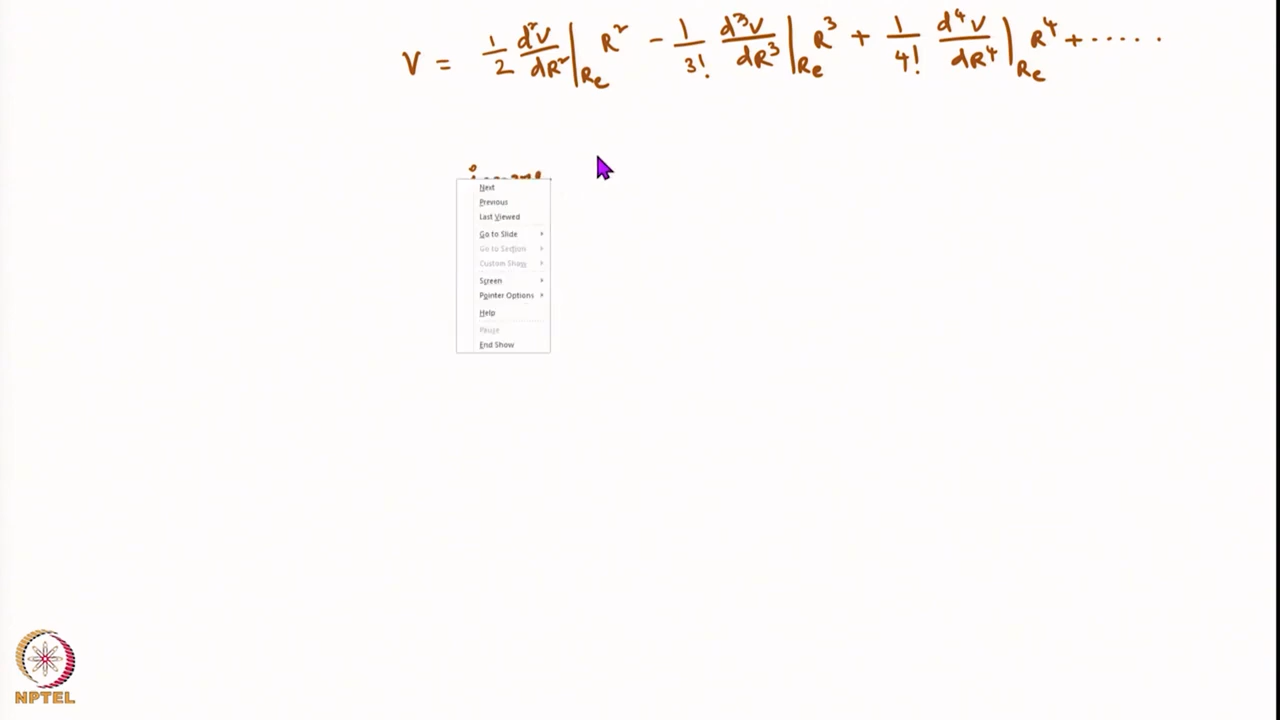 V = 1/2 d²V/dR²|Re R² - 1/3! d³V/dR³|Re R³ + 1/4! d⁴V/dR⁴|Re R⁴ + ......
Next
Previous
Last Viewed
Go to Slide
Go to Section
Custom Show
Screen
Pointer Options
Help
Pause
End Show
NPTEL